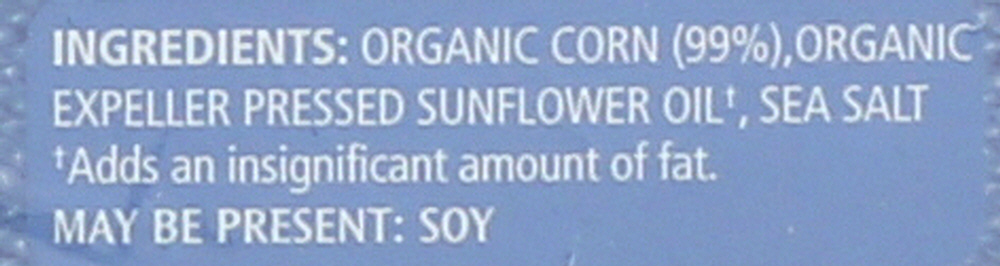 INGREDIENTS: ORGANIC CORN (99%),ORGANIC
EXPELLER PRESSED SUNFLOWER OIL†, SEA SALT
†Adds an insignificant amount of fat.
MAY BE PRESENT: SOY